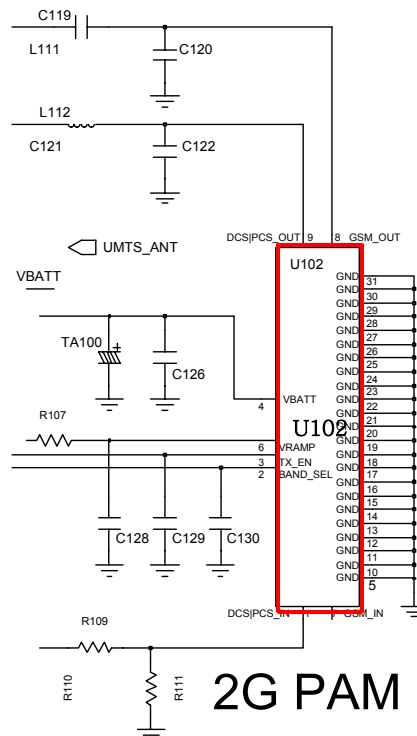 C119
L111
C120
L112
C121
C122
DCS|PCS_OUT 9 8 GSM_OUT
UMTS_ANT
U102
VBATT
GND 31
GND 30
GND 29
GND 28
GND 27
GND 26
GND 25
GND 24
GND 23
GND 22
GND 21
GND 20
GND 19
GND 18
GND 17
GND 16
GND 15
GND 14
GND 13
GND 12
GND 11
GND 10
GND 5
TA100
+
C126
4 VBATT
R107
U102
6 VRAMP
3 TX_EN
2 BAND_SEL
C128
C129
C130
DCS|PCS_IN GSM_IN
R109
R110
R111
2G PAM